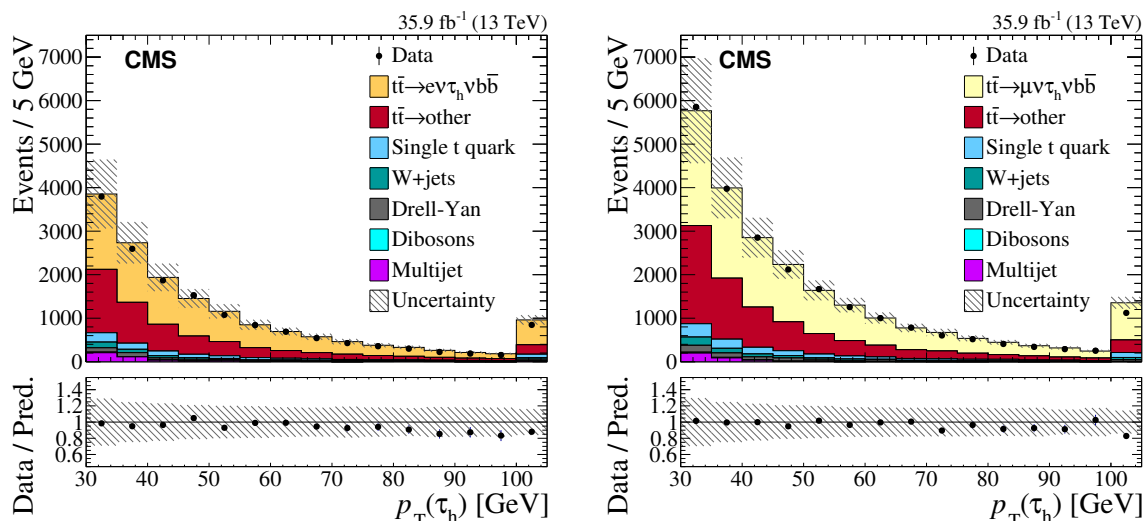 35.9 fb⁻¹ (13 TeV)
CMS
Events / 5 GeV
7000
6000
5000
4000
3000
2000
1000
0
Data
tt̄→eντₕνbb̄
tt̄→other
Single t quark
W+jets
Drell-Yan
Dibosons
Multijet
Uncertainty
Data / Pred.
1.4
1.2
1
0.8
0.6
30 40 50 60 70 80 90 100
p_T(τₕ) [GeV]
35.9 fb⁻¹ (13 TeV)
CMS
Events / 5 GeV
7000
6000
5000
4000
3000
2000
1000
0
Data
tt̄→μντₕνbb̄
tt̄→other
Single t quark
W+jets
Drell-Yan
Dibosons
Multijet
Uncertainty
Data / Pred.
1.4
1.2
1
0.8
0.6
30 40 50 60 70 80 90 100
p_T(τₕ) [GeV]